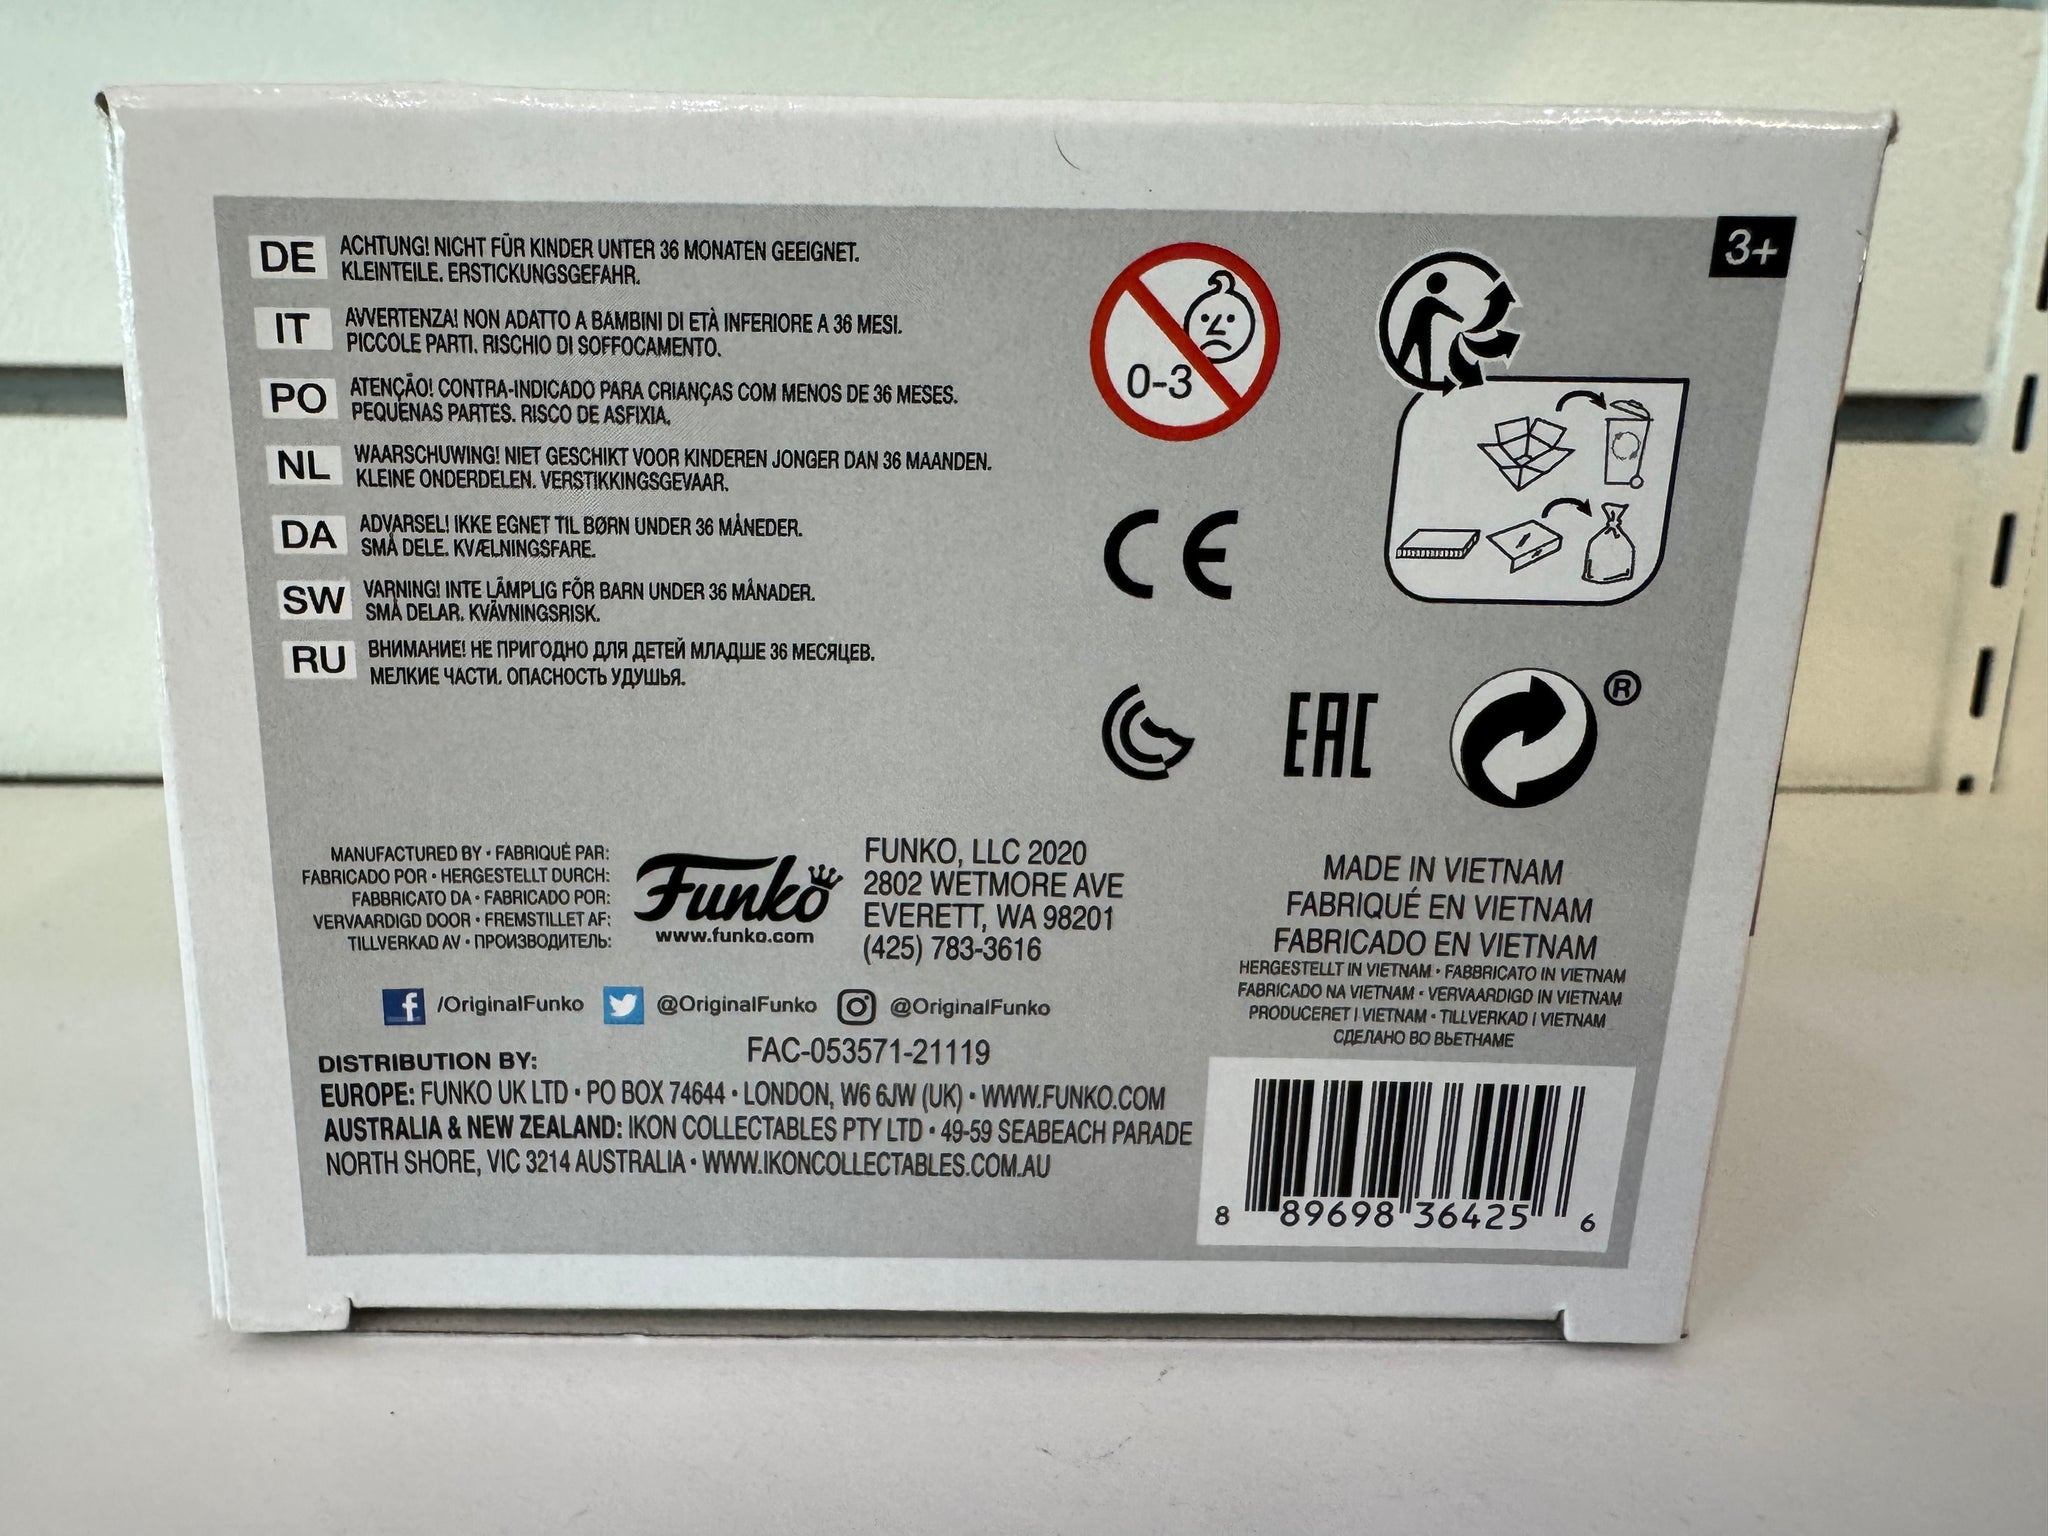 DE ACHTUNG! NICHT FÜR KINDER UNTER 36 MONATEN GEEIGNET.
KLEINTEILE. ERSTICKUNGSGEFAHR.
IT AVVERTENZA! NON ADATTO A BAMBINI DI ETÀ INFERIORE A 36 MESI.
PICCOLE PARTI. RISCHIO DI SOFFOCAMENTO.
PO ATENÇÃO! CONTRA-INDICADO PARA CRIANÇAS COM MENOS DE 36 MESES.
PEQUENAS PARTES. RISCO DE ASFIXIA.
NL WAARSCHUWING! NIET GESCHIKT VOOR KINDEREN JONGER DAN 36 MAANDEN.
KLEINE ONDERDELEN. VERSTIKKINGSGEVAAR.
DA ADVARSEL! IKKE EGNET TIL BØRN UNDER 36 MÅNEDER.
SMÅ DELE. KVÆLNINGSFARE.
SW VARNING! INTE LÄMPLIG FÖR BARN UNDER 36 MÅNADER.
SMÅ DELAR. KVÄVNINGSRISK.
RU ВНИМАНИЕ! НЕ ПРИГОДНО ДЛЯ ДЕТЕЙ МЛАДШЕ 36 МЕСЯЦЕВ.
МЕЛКИЕ ЧАСТИ. ОПАСНОСТЬ УДУШЬЯ.
0-3
3+
CE
EAC
®
MANUFACTURED BY • FABRIQUÉ PAR:
FABRICADO POR • HERGESTELLT DURCH:
FABBRICATO DA • FABRICADO POR:
VERVAARDIGD DOOR • FREMSTILLET AF:
TILLVERKAD AV • ПРОИЗВОДИТЕЛЬ:
Funko
www.funko.com
FUNKO, LLC 2020
2802 WETMORE AVE
EVERETT, WA 98201
(425) 783-3616
MADE IN VIETNAM
FABRIQUÉ EN VIETNAM
FABRICADO EN VIETNAM
HERGESTELLT IN VIETNAM • FABBRICATO IN VIETNAM
FABRICADO NA VIETNAM • VERVAARDIGD IN VIETNAM
PRODUCERET I VIETNAM • TILLVERKAD I VIETNAM
СДЕЛАНО ВО ВЬЕТНАМЕ
/OriginalFunko @OriginalFunko @OriginalFunko
FAC-053571-21119
DISTRIBUTION BY:
EUROPE: FUNKO UK LTD • PO BOX 74644 • LONDON, W6 6JW (UK) • WWW.FUNKO.COM
AUSTRALIA & NEW ZEALAND: IKON COLLECTABLES PTY LTD • 49-59 SEABEACH PARADE
NORTH SHORE, VIC 3214 AUSTRALIA • WWW.IKONCOLLECTABLES.COM.AU
8 89698 36425 6